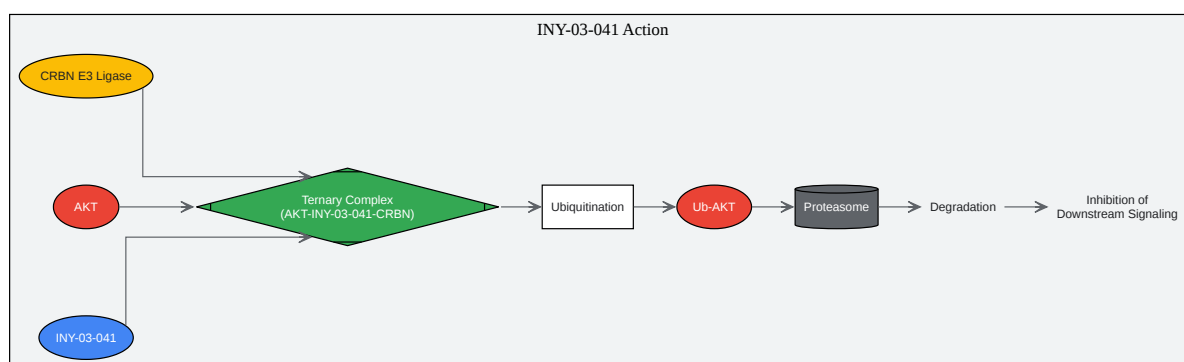 INY-03-041 Action
CRBN E3 Ligase
AKT
Ternary Complex
(AKT-INY-03-041-CRBN)
Ubiquitination
Ub-AKT
Proteasome
Degradation
Inhibition of
Downstream Signaling
INY-03-041